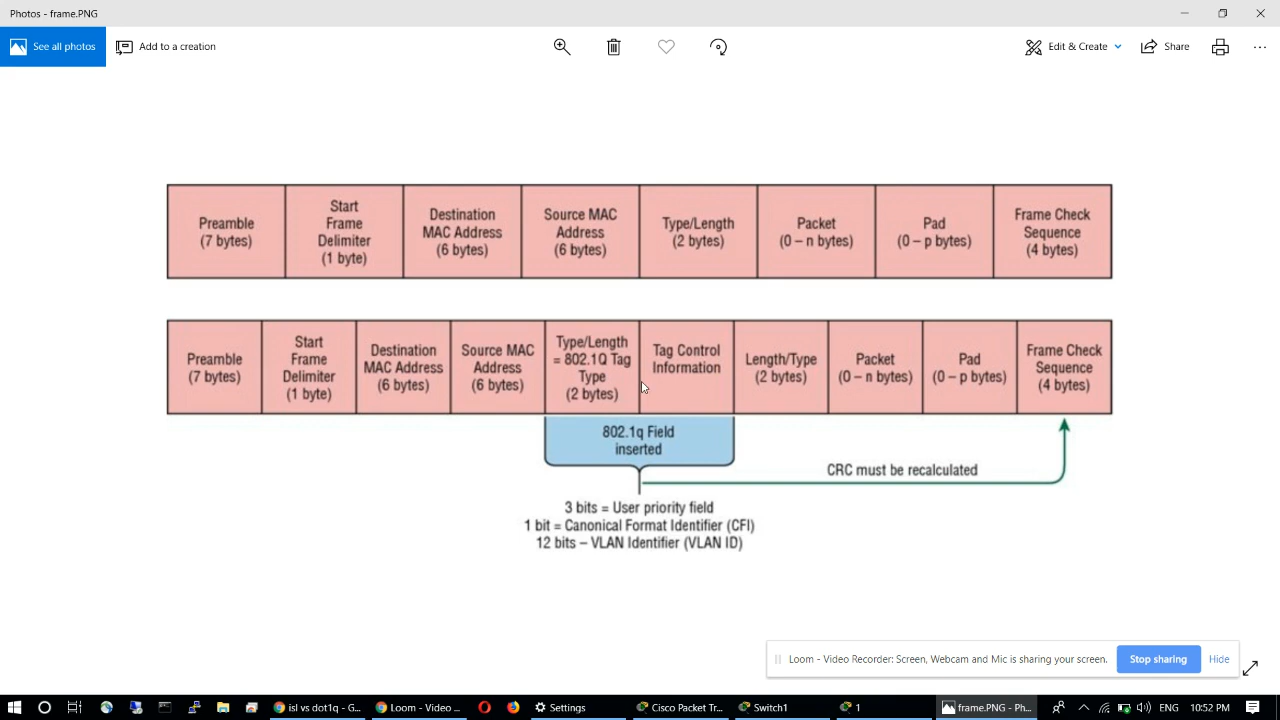 Photos - frame.PNG
See all photos
Add to a creation
Edit & Create
Share
Preamble
(7 bytes)
Start
Frame
Delimiter
(1 byte)
Destination
MAC Address
(6 bytes)
Source MAC
Address
(6 bytes)
Type/Length
(2 bytes)
Packet
(0 – n bytes)
Pad
(0 – p bytes)
Frame Check
Sequence
(4 bytes)
Preamble
(7 bytes)
Start
Frame
Delimiter
(1 byte)
Destination
MAC Address
(6 bytes)
Source MAC
Address
(6 bytes)
Type/Length
= 802.1Q Tag
Type
(2 bytes)
Tag Control
Information
Length/Type
(2 bytes)
Packet
(0 – n bytes)
Pad
(0 – p bytes)
Frame Check
Sequence
(4 bytes)
802.1q Field
inserted
CRC must be recalculated
3 bits = User priority field
1 bit = Canonical Format Identifier (CFI)
12 bits – VLAN Identifier (VLAN ID)
Loom - Video Recorder: Screen, Webcam and Mic is sharing your screen.
Stop sharing
Hide
isl vs dot1q - G...
Loom - Video ...
Settings
Cisco Packet Tr...
Switch1
1
frame.PNG - Ph...
ENG
10:52 PM